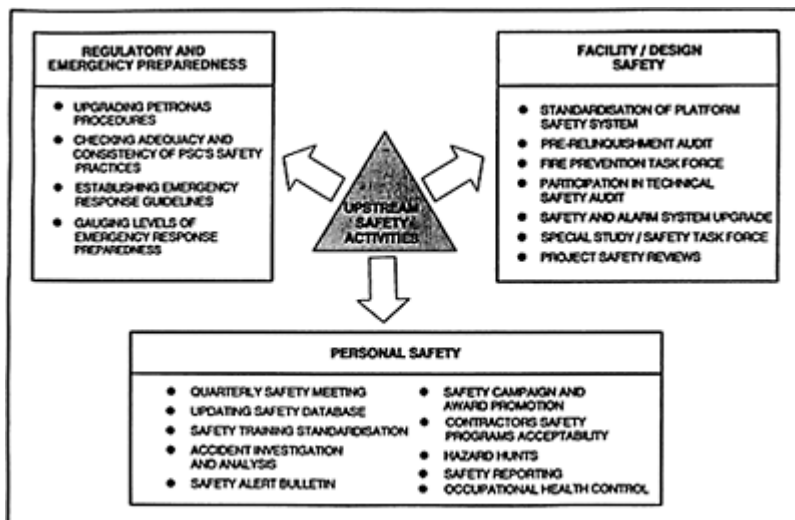 REGULATORY AND
EMERGENCY PREPAREDNESS
UPGRADING PETRONAS
PROCEDURES
CHECKING ADEQUACY AND
CONSISTENCY OF PSC'S SAFETY
PRACTICES
ESTABLISHING EMERGENCY
RESPONSE GUIDELINES
GAUGING LEVELS OF
EMERGENCY RESPONSE
PREPAREDNESS
FACILITY / DESIGN
SAFETY
STANDARDISATION OF PLATFORM
SAFETY SYSTEM
PRE-RELINQUISHMENT AUDIT
FIRE PREVENTION TASK FORCE
PARTICIPATION IN TECHNICAL
SAFETY AUDIT
SAFETY AND ALARM SYSTEM UPGRADE
SPECIAL STUDY / SAFETY TASK FORCE
PROJECT SAFETY REVIEWS
UPSTREAM
SAFETY
ACTIVITIES
PERSONAL SAFETY
QUARTERLY SAFETY MEETING
UPDATING SAFETY DATABASE
SAFETY TRAINING STANDARDISATION
ACCIDENT INVESTIGATION
AND ANALYSIS
SAFETY ALERT BULLETIN
SAFETY CAMPAIGN AND
AWARD PROMOTION
CONTRACTORS SAFETY
PROGRAMS ACCEPTABILITY
HAZARD HUNTS
SAFETY REPORTING
OCCUPATIONAL HEALTH CONTROL